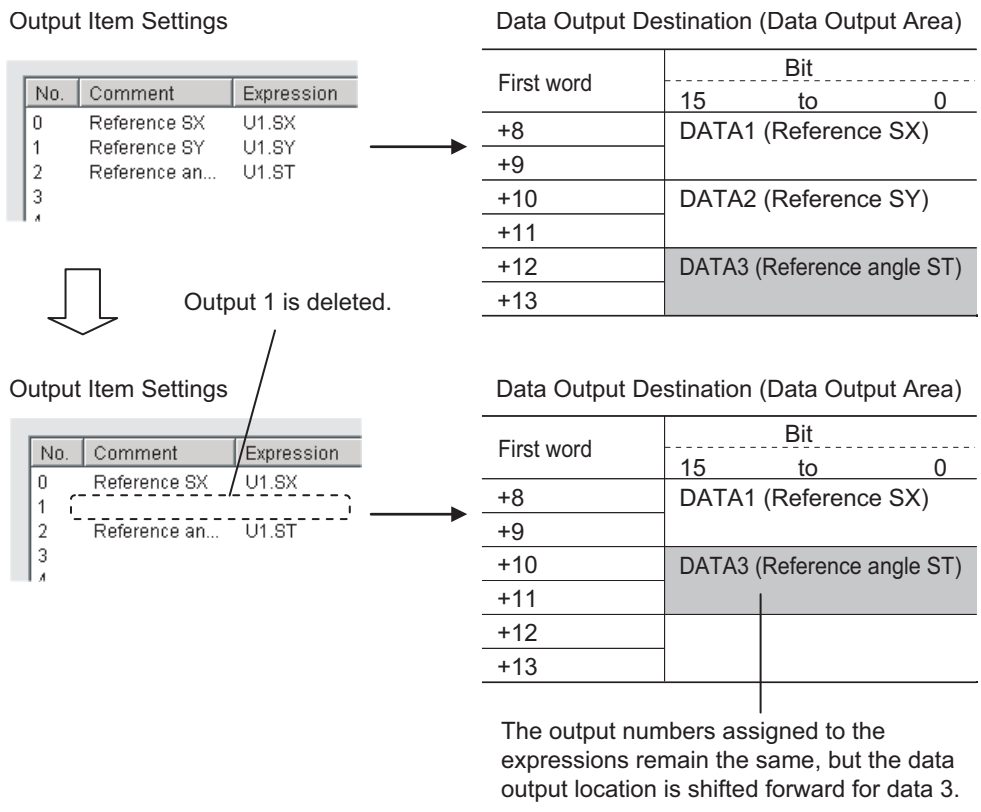 Output Item Settings
No. Comment Expression
0 Reference SX U1.SX
1 Reference SY U1.SY
2 Reference an... U1.ST
3
4
Data Output Destination (Data Output Area)
First word Bit
15 to 0
+8 DATA1 (Reference SX)
+9
+10 DATA2 (Reference SY)
+11
+12 DATA3 (Reference angle ST)
+13
Output 1 is deleted.
Output Item Settings
No. Comment Expression
0 Reference SX U1.SX
1
2 Reference an... U1.ST
3
4
Data Output Destination (Data Output Area)
First word Bit
15 to 0
+8 DATA1 (Reference SX)
+9
+10 DATA3 (Reference angle ST)
+11
+12
+13
The output numbers assigned to the
expressions remain the same, but the data
output location is shifted forward for data 3.